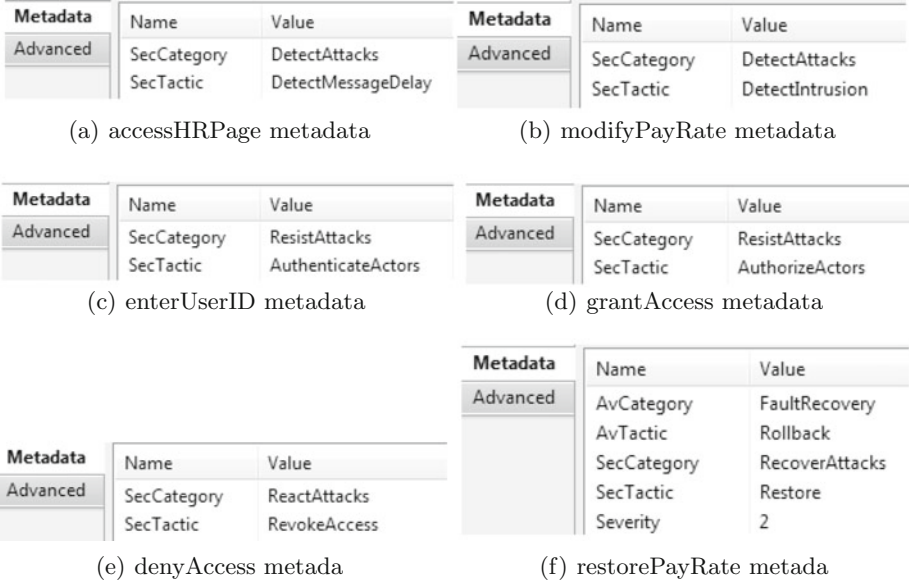 Metadata
Advanced
Name Value
SecCategory DetectAttacks
SecTactic DetectMessageDelay
(a) accessHRPage metadata
Metadata
Advanced
Name Value
SecCategory DetectAttacks
SecTactic DetectIntrusion
(b) modifyPayRate metadata
Metadata
Advanced
Name Value
SecCategory ResistAttacks
SecTactic AuthenticateActors
(c) enterUserID metadata
Metadata
Advanced
Name Value
SecCategory ResistAttacks
SecTactic AuthorizeActors
(d) grantAccess metadata
Metadata
Advanced
Name Value
SecCategory ReactAttacks
SecTactic RevokeAccess
(e) denyAccess metada
Metadata
Advanced
Name Value
AvCategory FaultRecovery
AvTactic Rollback
SecCategory RecoverAttacks
SecTactic Restore
Severity 2
(f) restorePayRate metada